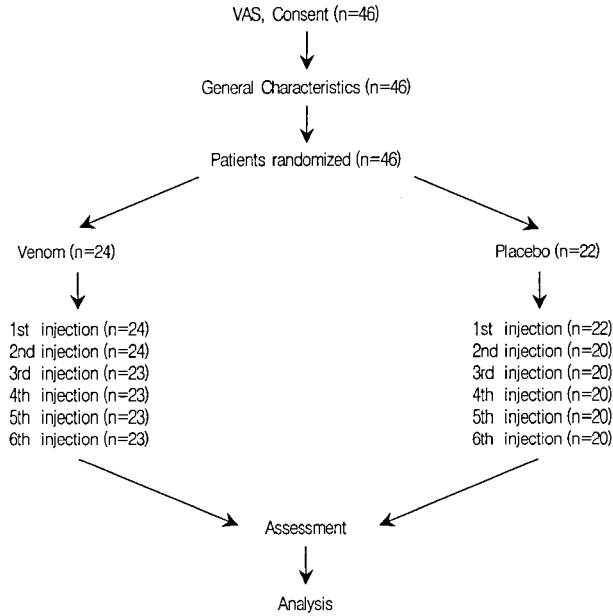 VAS, Consent (n=46)
General Characteristics (n=46)
Patients randomized (n=46)
Venom (n=24)
Placebo (n=22)
1st injection (n=24)
2nd injection (n=24)
3rd injection (n=23)
4th injection (n=23)
5th injection (n=23)
6th injection (n=23)
1st injection (n=22)
2nd injection (n=20)
3rd injection (n=20)
4th injection (n=20)
5th injection (n=20)
6th injection (n=20)
Assessment
Analysis